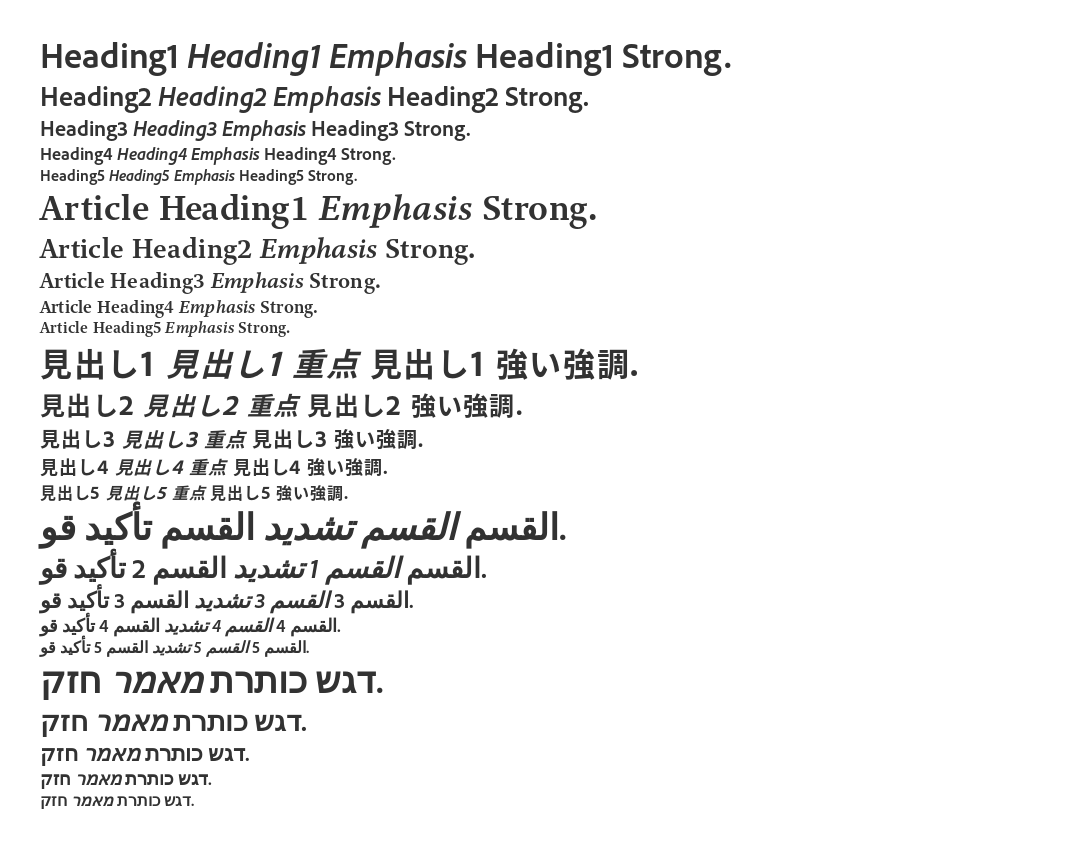 Heading1 Heading1 Emphasis Heading1 Strong.
Heading2 Heading2 Emphasis Heading2 Strong.
Heading3 Heading3 Emphasis Heading3 Strong.
Heading4 Heading4 Emphasis Heading4 Strong.
Heading5 Heading5 Emphasis Heading5 Strong.
Article Heading1 Emphasis Strong.
Article Heading2 Emphasis Strong.
Article Heading3 Emphasis Strong.
Article Heading4 Emphasis Strong.
Article Heading5 Emphasis Strong.
見出し1 見出し1 重点 見出し1 強い強調.
見出し2 見出し2 重点 見出し2 強い強調.
見出し3 見出し3 重点 見出し3 強い強調.
見出し4 見出し4 重点 見出し4 強い強調.
見出し5 見出し5 重点 見出し5 強い強調.
القسم القسم تشديد القسم تأكيد قو.
القسم القسم 1 تشديد القسم 2 تأكيد قو.
القسم 3 القسم 3 تشديد القسم 3 تأكيد قو.
القسم 4 القسم 4 تشديد القسم 4 تأكيد قو.
القسم 5 القسم 5 تشديد القسم 5 تأكيد قو.
דגש כותרת מאמר חזק.
דגש כותרת מאמר חזק.
דגש כותרת מאמר חזק.
דגש כותרת מאמר חזק.
דגש כותרת מאמר חזק.